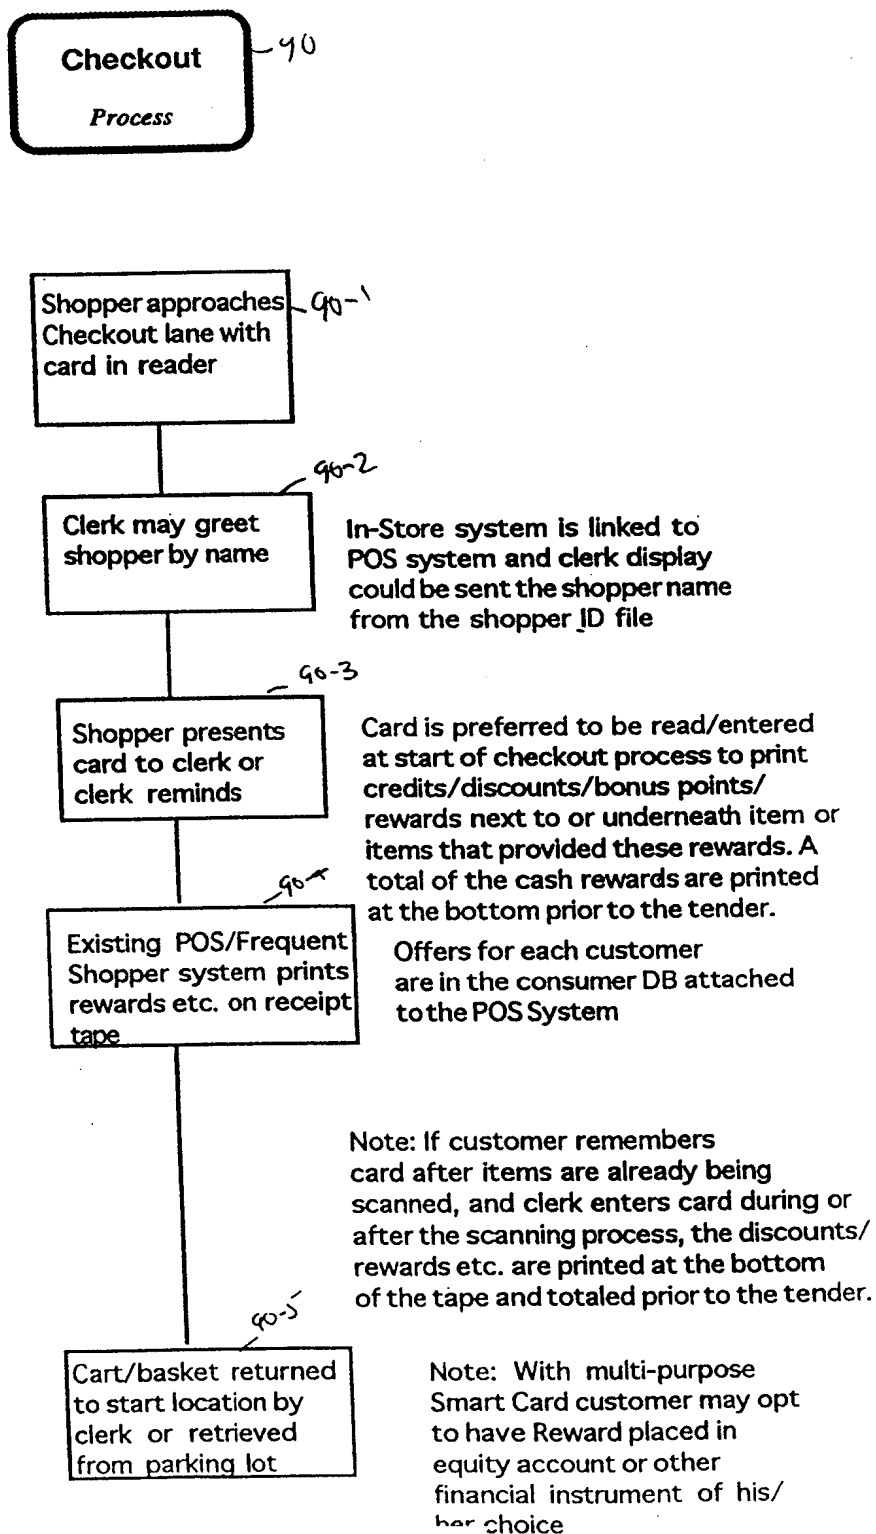 Checkout
90
Process
Shopper approaches
Checkout lane with
card in reader
90-1
90-2
Clerk may greet
shopper by name
In-Store system is linked to
POS system and clerk display
could be sent the shopper name
from the shopper ID file
90-3
Shopper presents
card to clerk or
clerk reminds
Card is preferred to be read/entered
at start of checkout process to print
credits/discounts/bonus points/
rewards next to or underneath item or
items that provided these rewards. A
total of the cash rewards are printed
at the bottom prior to the tender.
90-4
Existing POS/Frequent
Shopper system prints
rewards etc. on receipt
tape
Offers for each customer
are in the consumer DB attached
to the POS System
Note: If customer remembers
card after items are already being
scanned, and clerk enters card during or
after the scanning process, the discounts/
rewards etc. are printed at the bottom
of the tape and totaled prior to the tender.
90-5
Cart/basket returned
to start location by
clerk or retrieved
from parking lot
Note: With multi-purpose
Smart Card customer may opt
to have Reward placed in
equity account or other
financial instrument of his/
her choice